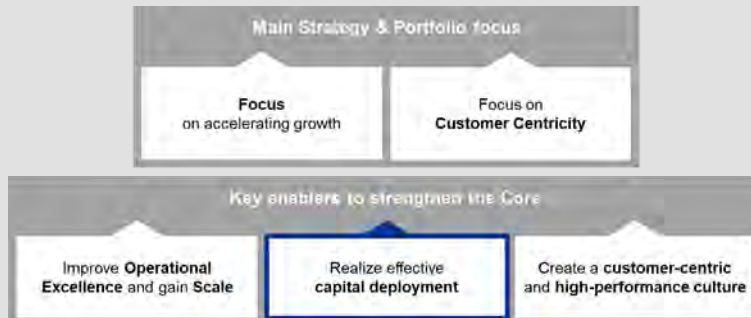 Main Strategy & Portfolio focus
Focus
on accelerating growth
Focus on
Customer Centricity
Key enablers to strengthen the Core
Improve Operational
Excellence and gain Scale
Realize effective
capital deployment
Create a customer-centric
and high-performance culture